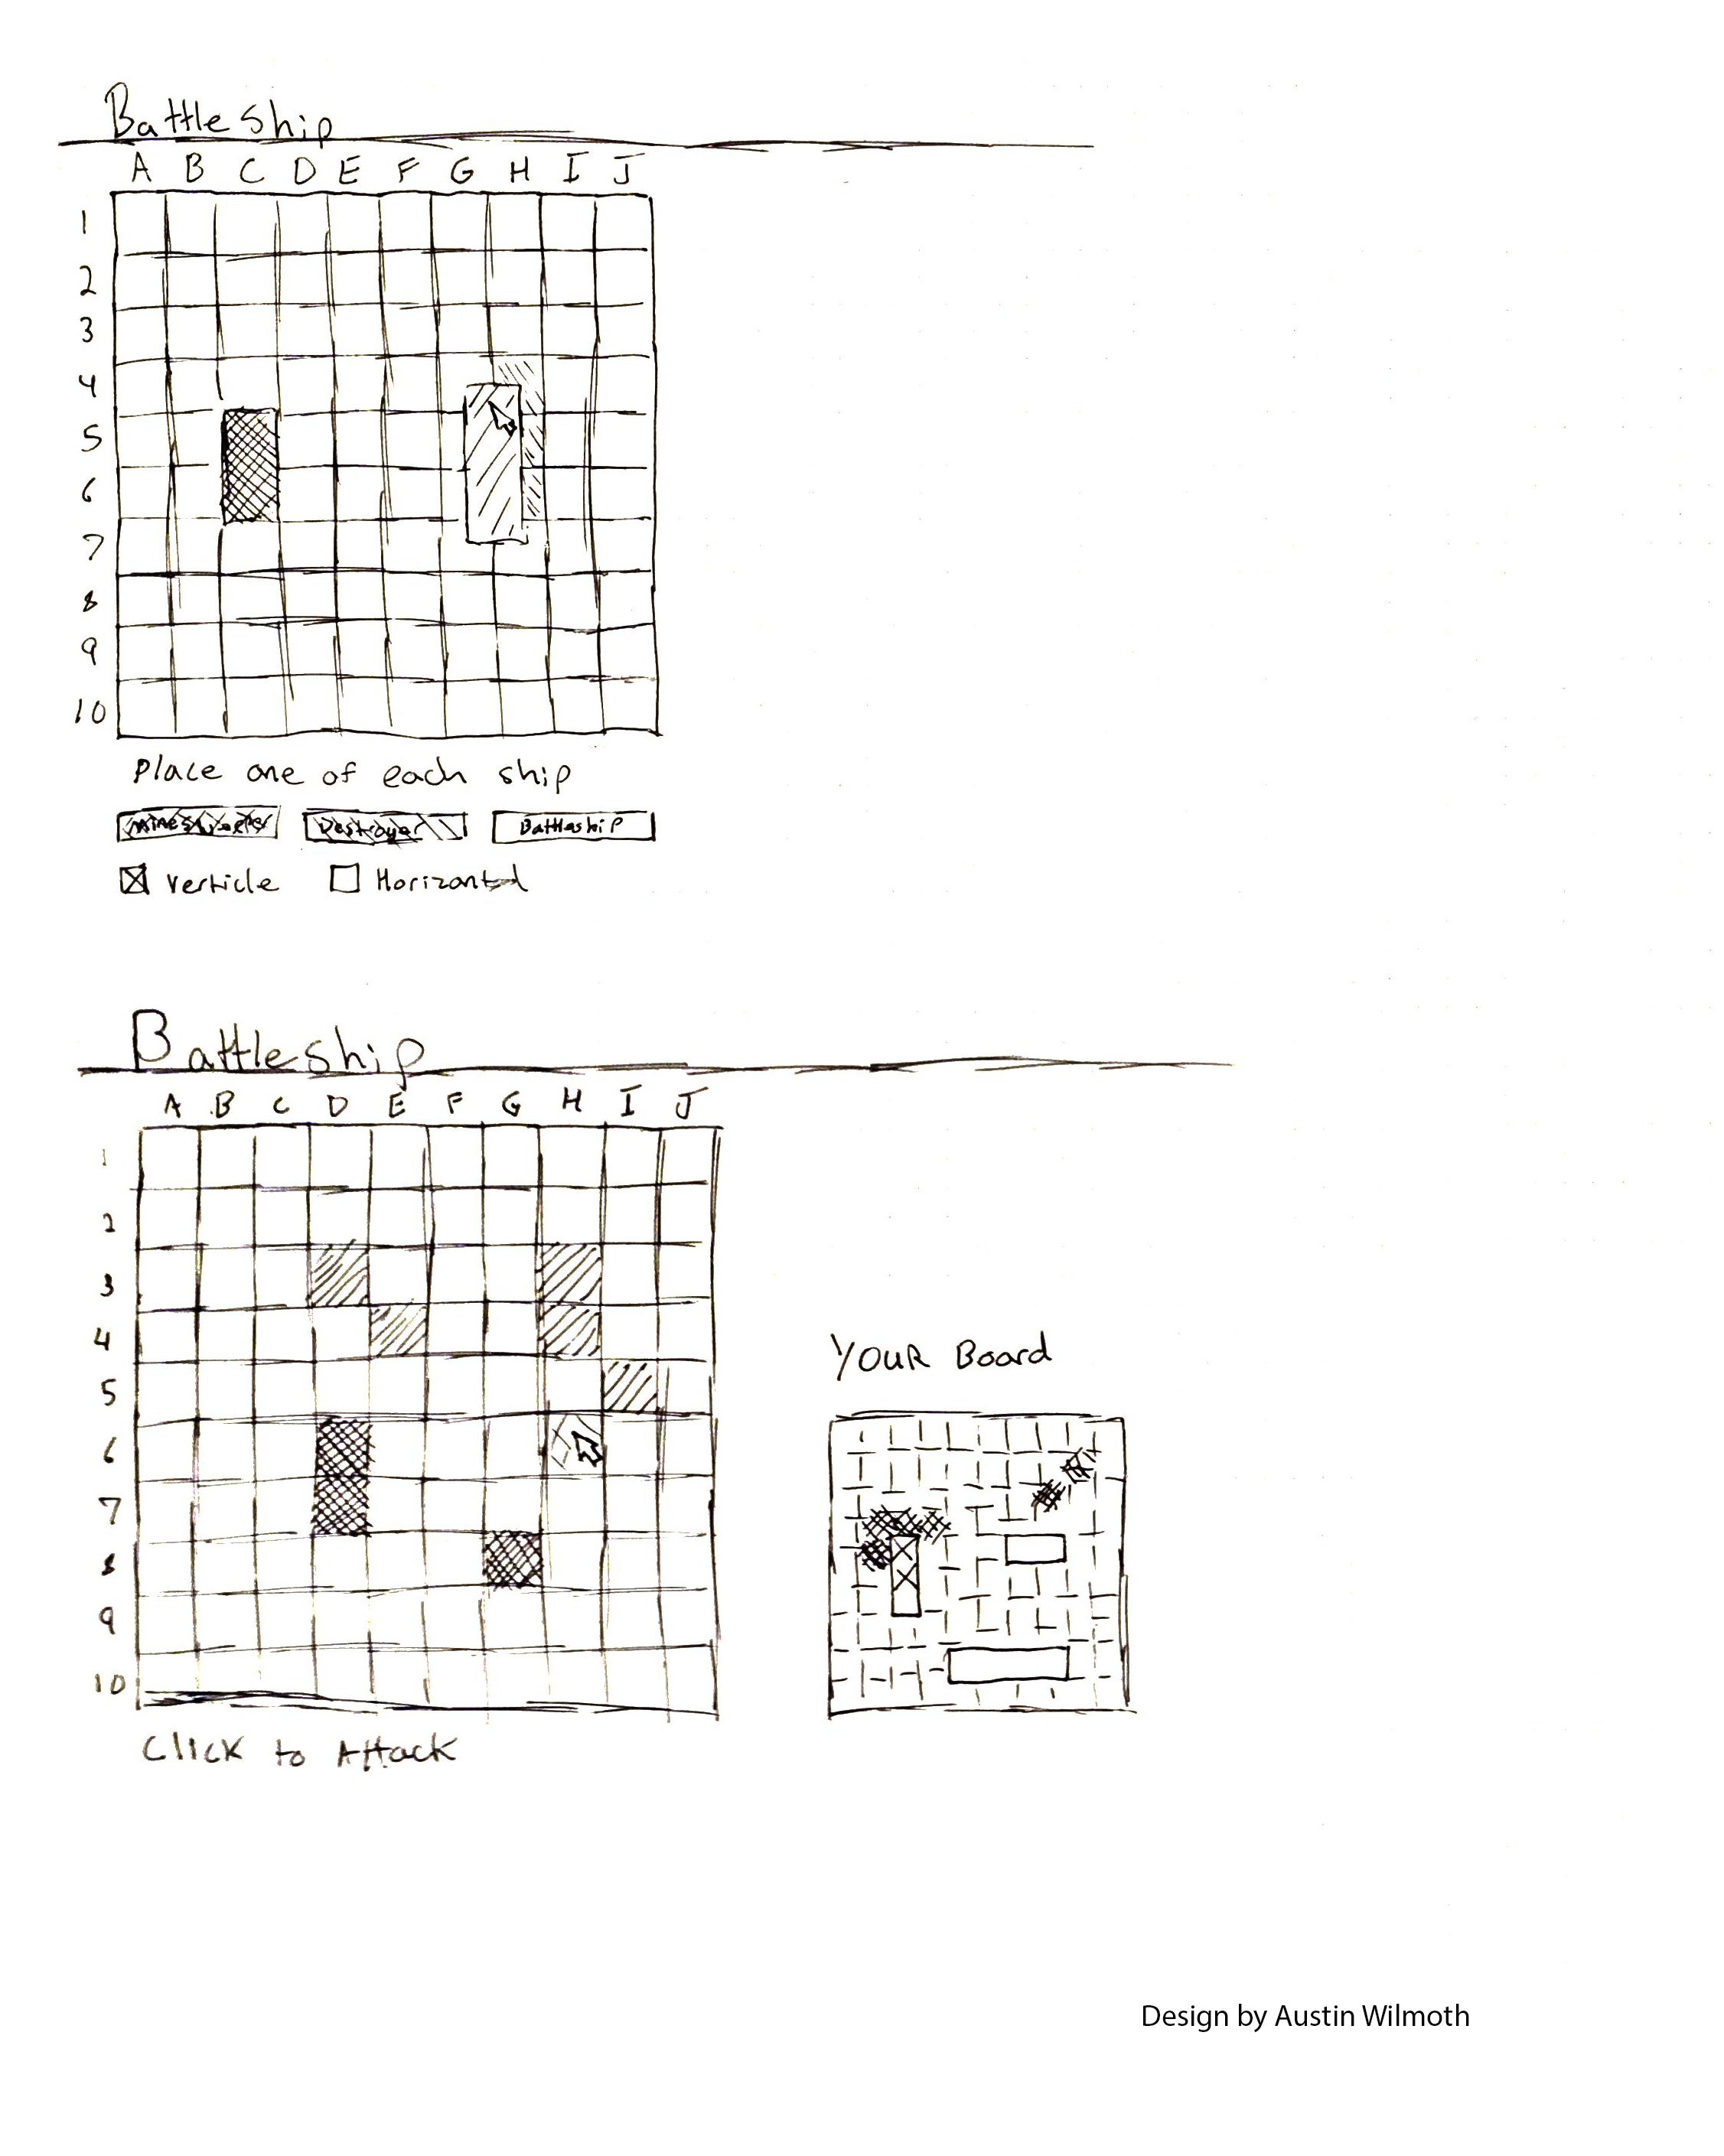 Battleship
A B C D E F G H I J
1
2
3
4
5
6
7
8
9
10
Place one of each ship
Minesweeper Destroyer Battleship
Verticle Horizontal
Battleship
A B C D E F G H I J
1
2
3
4
5
6
7
8
9
10
YOUR Board
Click to Attack
Design by Austin Wilmoth